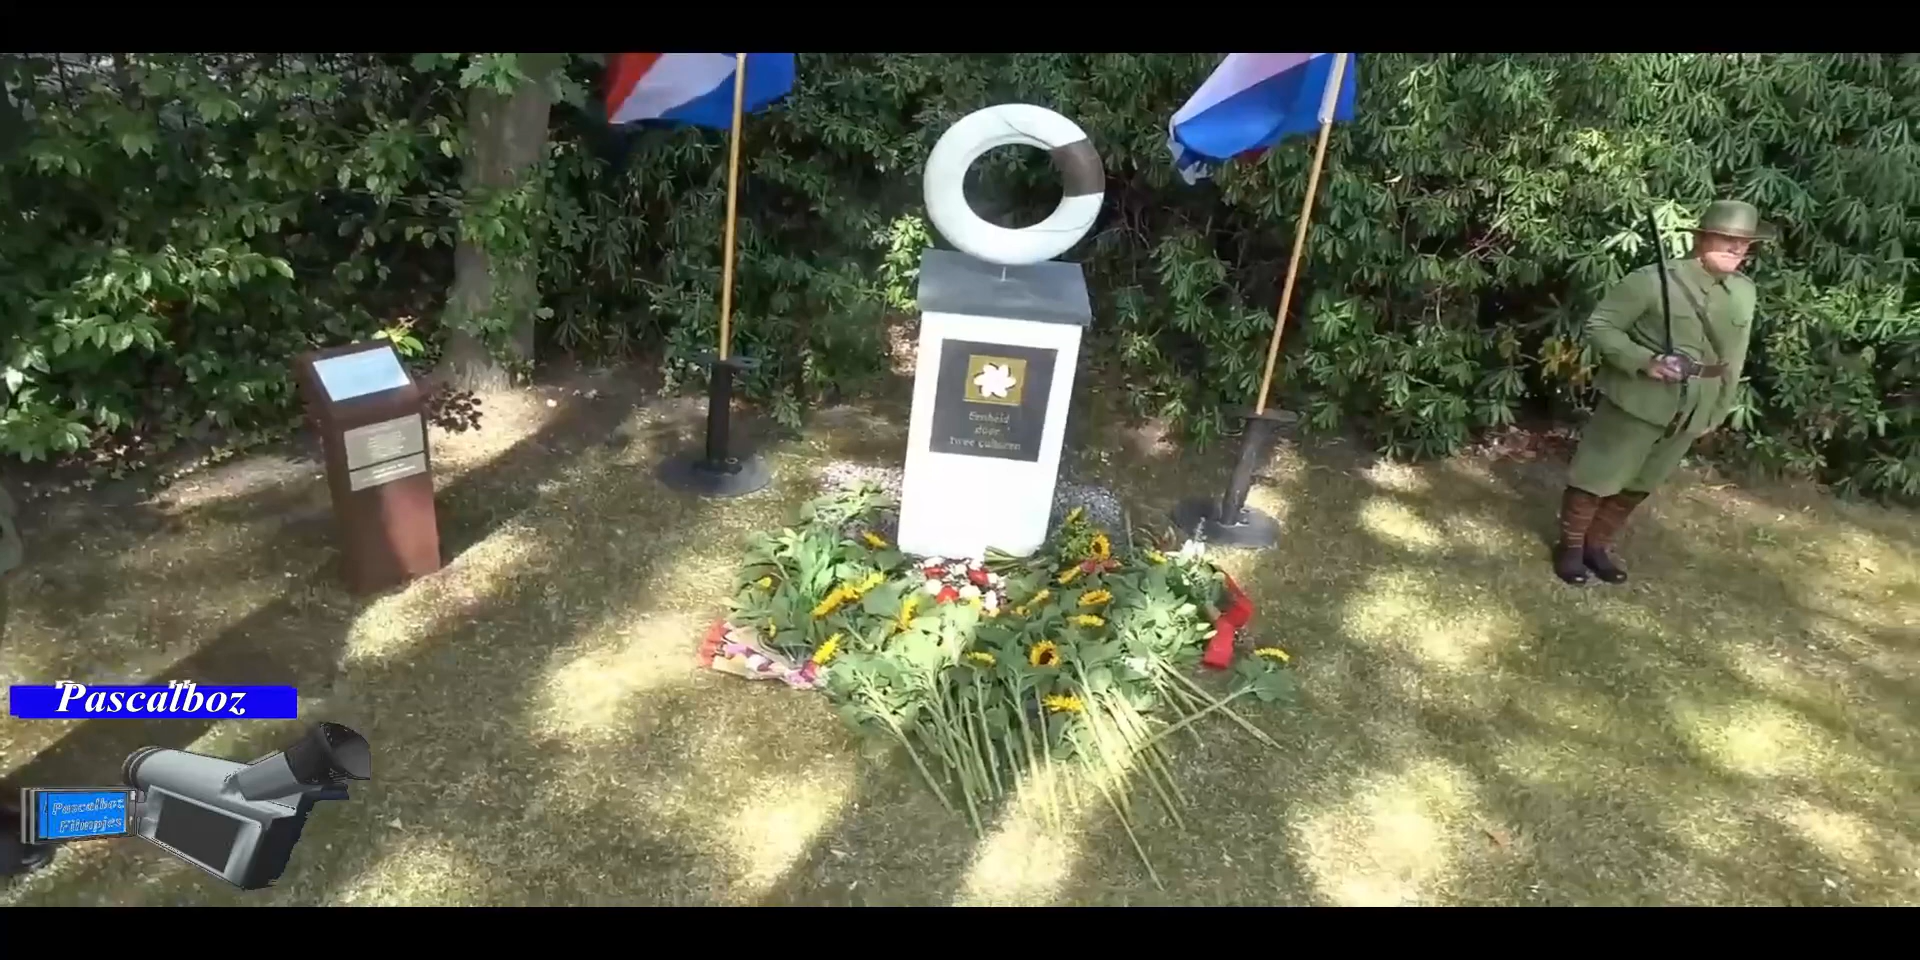 Eenheid
door
twee culturen
Pascalboz
Pascalboz
Filmpjes